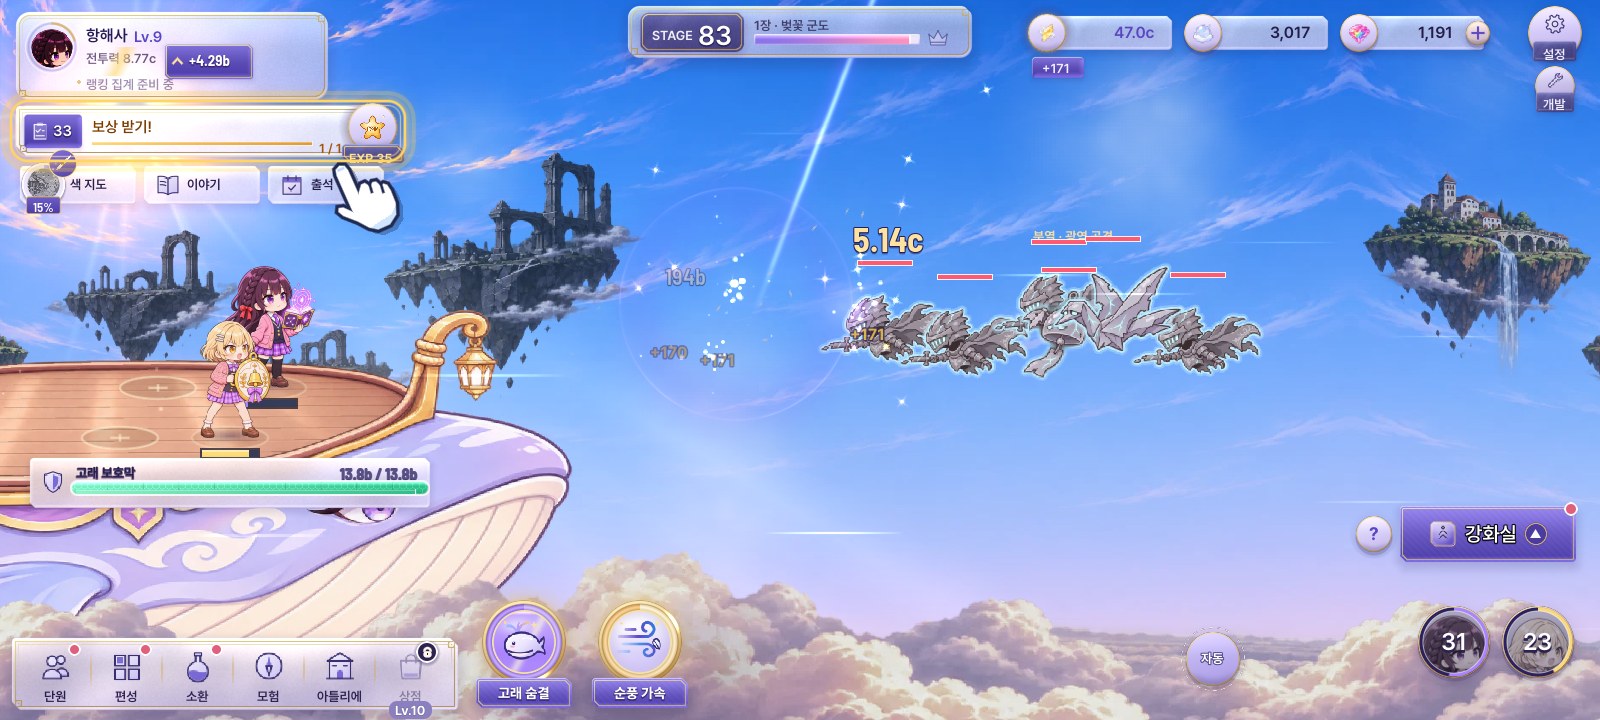 항해사 Lv.9
전투력 8.77c
+4.29b
랭킹 집계 준비 중
STAGE 83
1장 · 벚꽃 군도
47.0c
+171
3,017
1,191
설정
개발
33
보상 받기!
1 / 1
EXP 35
색 지도
15%
이야기
출석
5.14c
194b
+171
+170
+171
고래 보호막
13.8b / 13.8b
?
강화실
단원
편성
소환
모험
아틀리에
상점
Lv.10
고래 숨결
순풍 가속
자동
31
23